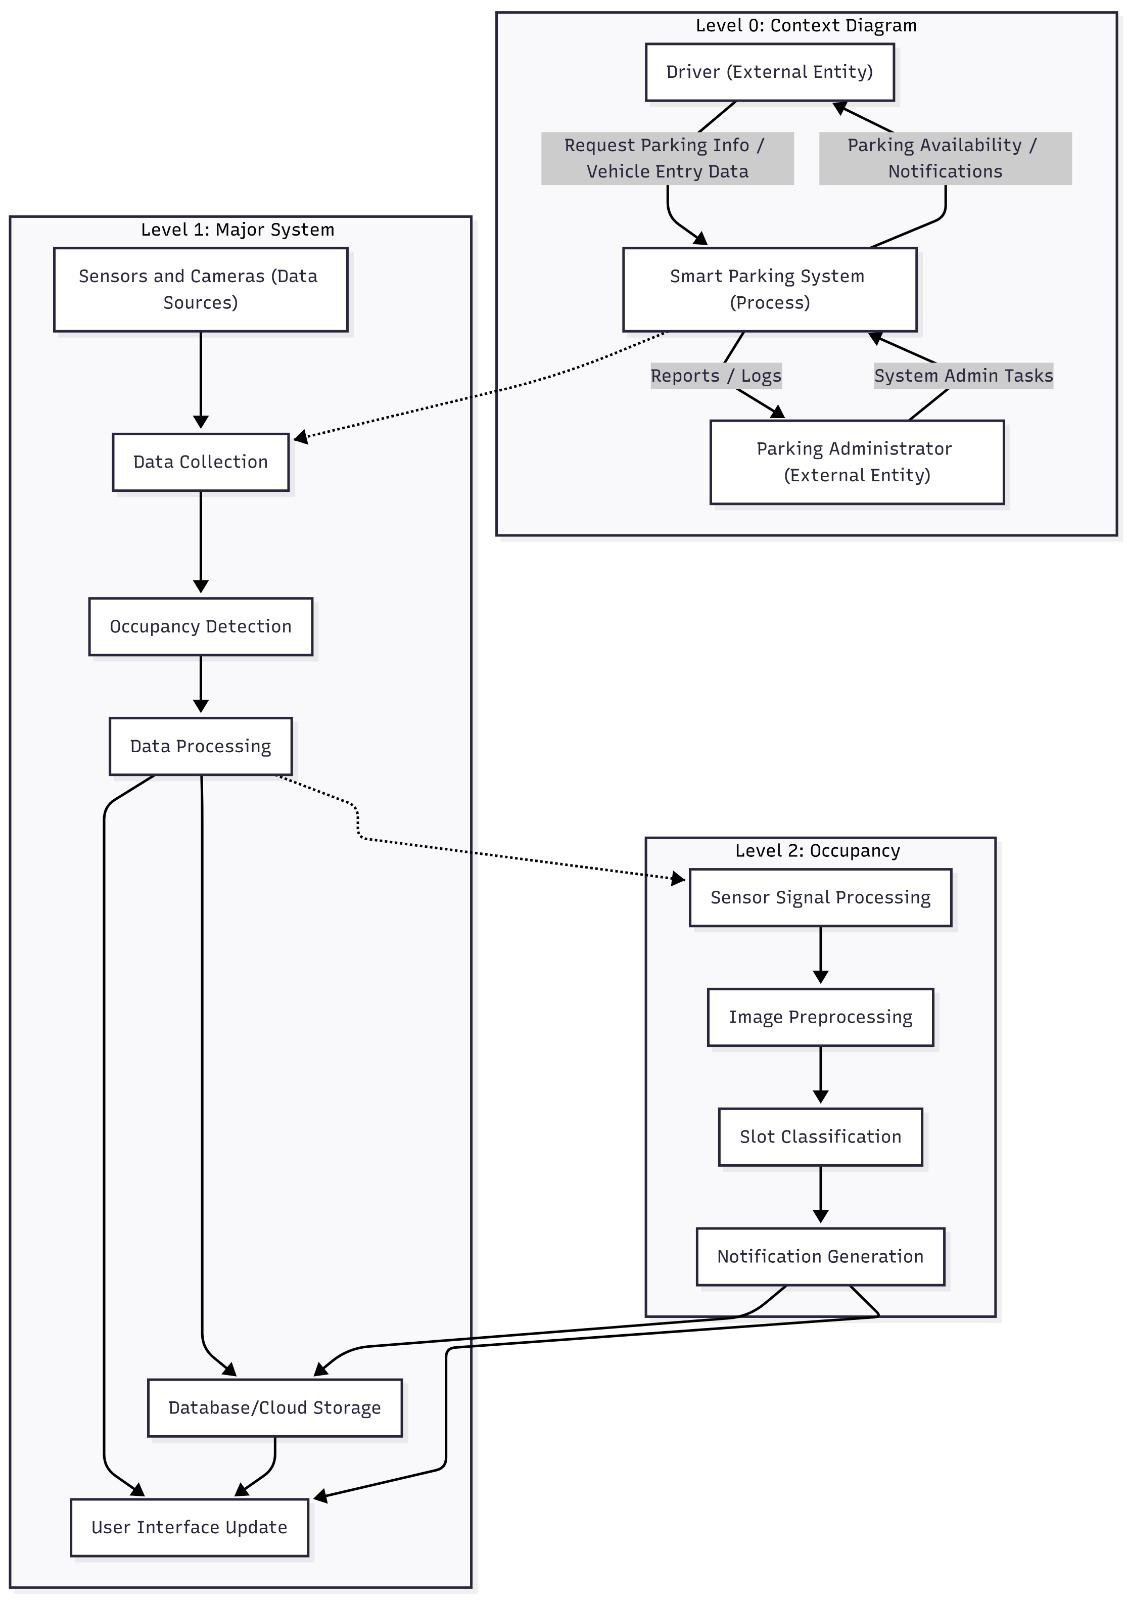 Level 0: Context Diagram
Driver (External Entity)
Request Parking Info /
Vehicle Entry Data
Parking Availability /
Notifications
Smart Parking System
(Process)
Reports / Logs
System Admin Tasks
Parking Administrator
(External Entity)
Level 1: Major System
Sensors and Cameras (Data
Sources)
Data Collection
Occupancy Detection
Data Processing
Level 2: Occupancy
Sensor Signal Processing
Image Preprocessing
Slot Classification
Notification Generation
Database/Cloud Storage
User Interface Update